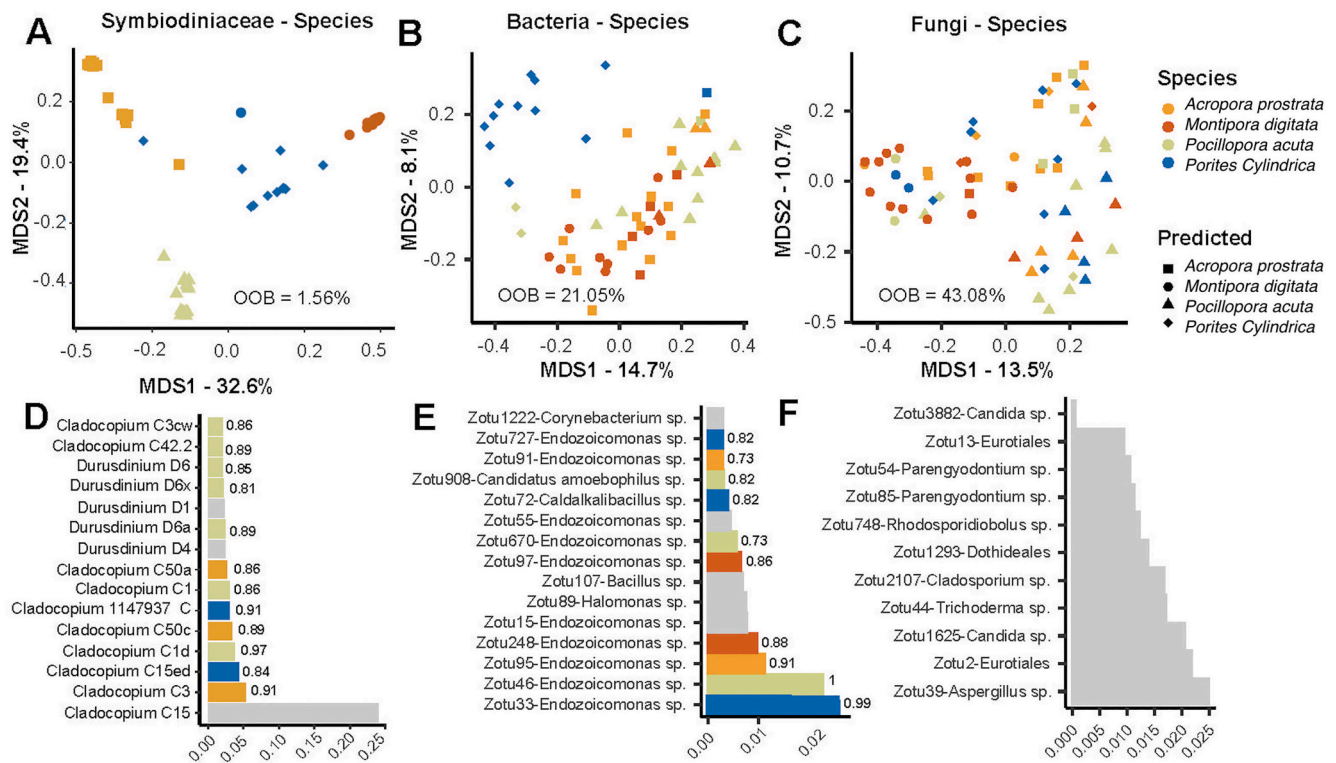 A
Symbiodiniaceae - Species
MDS2 - 19.4%
0.2
0.0
-0.2
-0.4
OOB = 1.56%
-0.5
-0.2
0.0
0.2
0.5
MDS1 - 32.6%
B
Bacteria - Species
MDS2 - 8.1%
0.2
0.0
-0.2
OOB = 21.05%
-0.4
-0.2
0.0
0.2
0.4
MDS1 - 14.7%
C
Fungi - Species
MDS2 - 10.7%
0.5
0.2
0.0
-0.2
-0.5
OOB = 43.08%
-0.4
-0.2
0.0
0.2
MDS1 - 13.5%
Species
Acropora prostrata
Montipora digitata
Pocillopora acuta
Porites Cylindrica
Predicted
Acropora prostrata
Montipora digitata
Pocillopora acuta
Porites Cylindrica
D
Cladocopium C3cw 0.86
Cladocopium C42.2 0.89
Durusdinium D6 0.85
Durusdinium D6x 0.81
Durusdinium D1
Durusdinium D6a 0.89
Durusdinium D4
Cladocopium C50a 0.86
Cladocopium C1 0.86
Cladocopium 1147937 C 0.91
Cladocopium C50c 0.89
Cladocopium C1d 0.97
Cladocopium C15ed 0.84
Cladocopium C3 0.91
Cladocopium C15
0.00
0.05
0.10
0.15
0.20
0.25
E
Zotu1222-Corynebacterium sp.
Zotu727-Endozoicomonas sp. 0.82
Zotu91-Endozoicomonas sp. 0.73
Zotu908-Candidatus amoebophilus sp. 0.82
Zotu72-Caldalkalibacillus sp. 0.82
Zotu55-Endozoicomonas sp.
Zotu670-Endozoicomonas sp. 0.73
Zotu97-Endozoicomonas sp. 0.86
Zotu107-Bacillus sp.
Zotu89-Halomonas sp.
Zotu15-Endozoicomonas sp.
Zotu248-Endozoicomonas sp. 0.88
Zotu95-Endozoicomonas sp. 0.91
Zotu46-Endozoicomonas sp. 1
Zotu33-Endozoicomonas sp. 0.99
0.00
0.01
0.02
F
Zotu3882-Candida sp.
Zotu13-Eurotiales
Zotu54-Parengyodontium sp.
Zotu85-Parengyodontium sp.
Zotu748-Rhodosporidiobolus sp.
Zotu1293-Dothideales
Zotu2107-Cladosporium sp.
Zotu44-Trichoderma sp.
Zotu1625-Candida sp.
Zotu2-Eurotiales
Zotu39-Aspergillus sp.
0.000
0.005
0.010
0.015
0.020
0.025